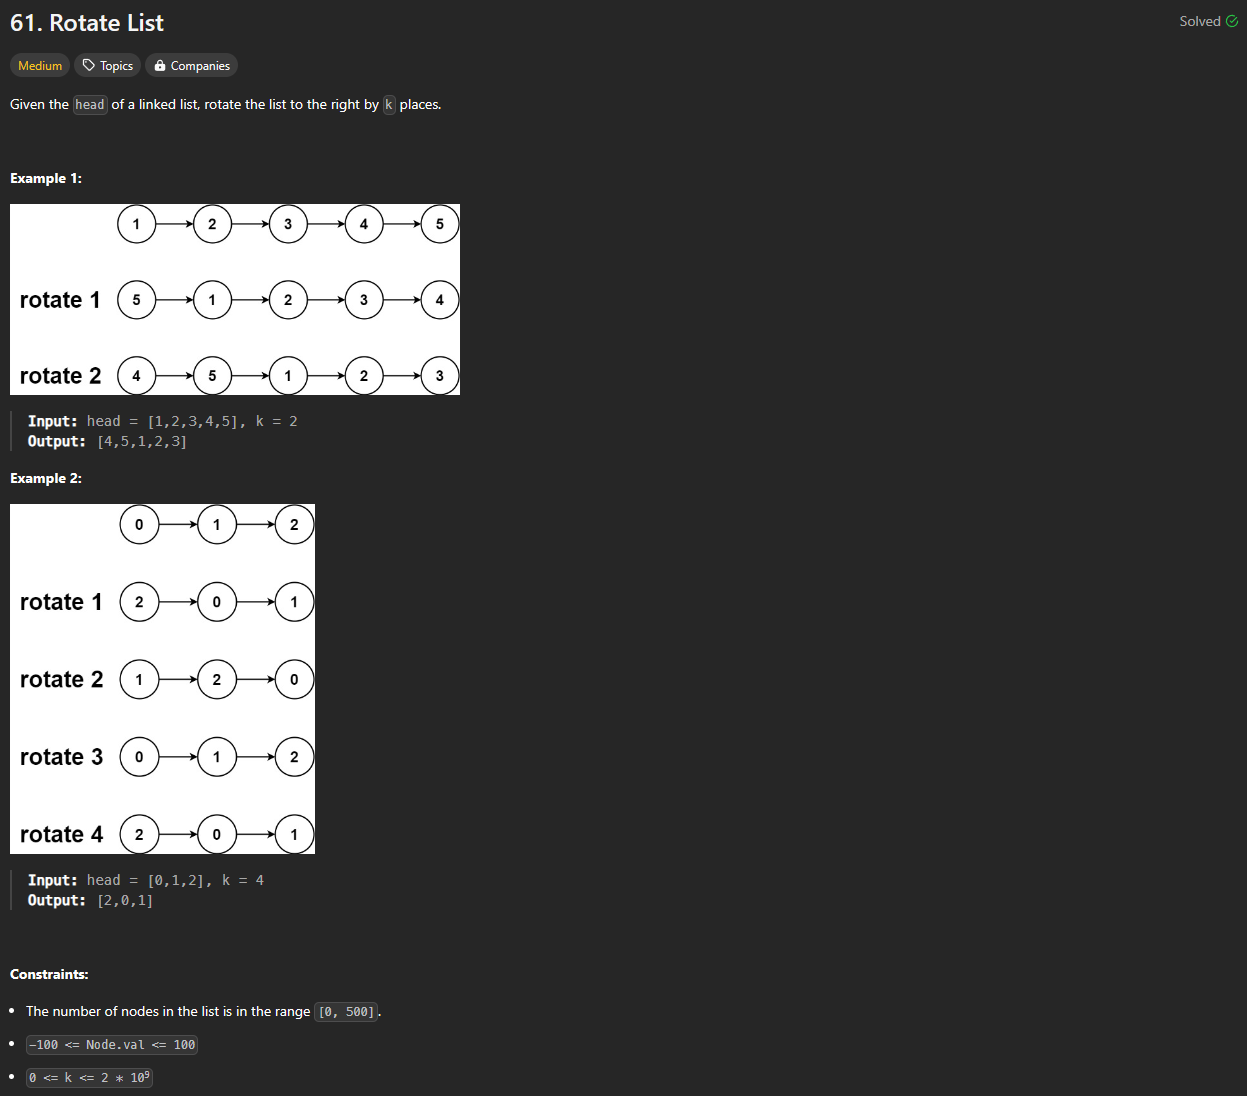 61. Rotate List
Solved
Medium Topics Companies
Given the head of a linked list, rotate the list to the right by k places.
Example 1:
1 2 3 4 5
rotate 1 5 1 2 3 4
rotate 2 4 5 1 2 3
Input: head = [1,2,3,4,5], k = 2
Output: [4,5,1,2,3]
Example 2:
0 1 2
rotate 1 2 0 1
rotate 2 1 2 0
rotate 3 0 1 2
rotate 4 2 0 1
Input: head = [0,1,2], k = 4
Output: [2,0,1]
Constraints:
• The number of nodes in the list is in the range [0, 500].
• -100 <= Node.val <= 100
• 0 <= k <= 2 * 10⁹